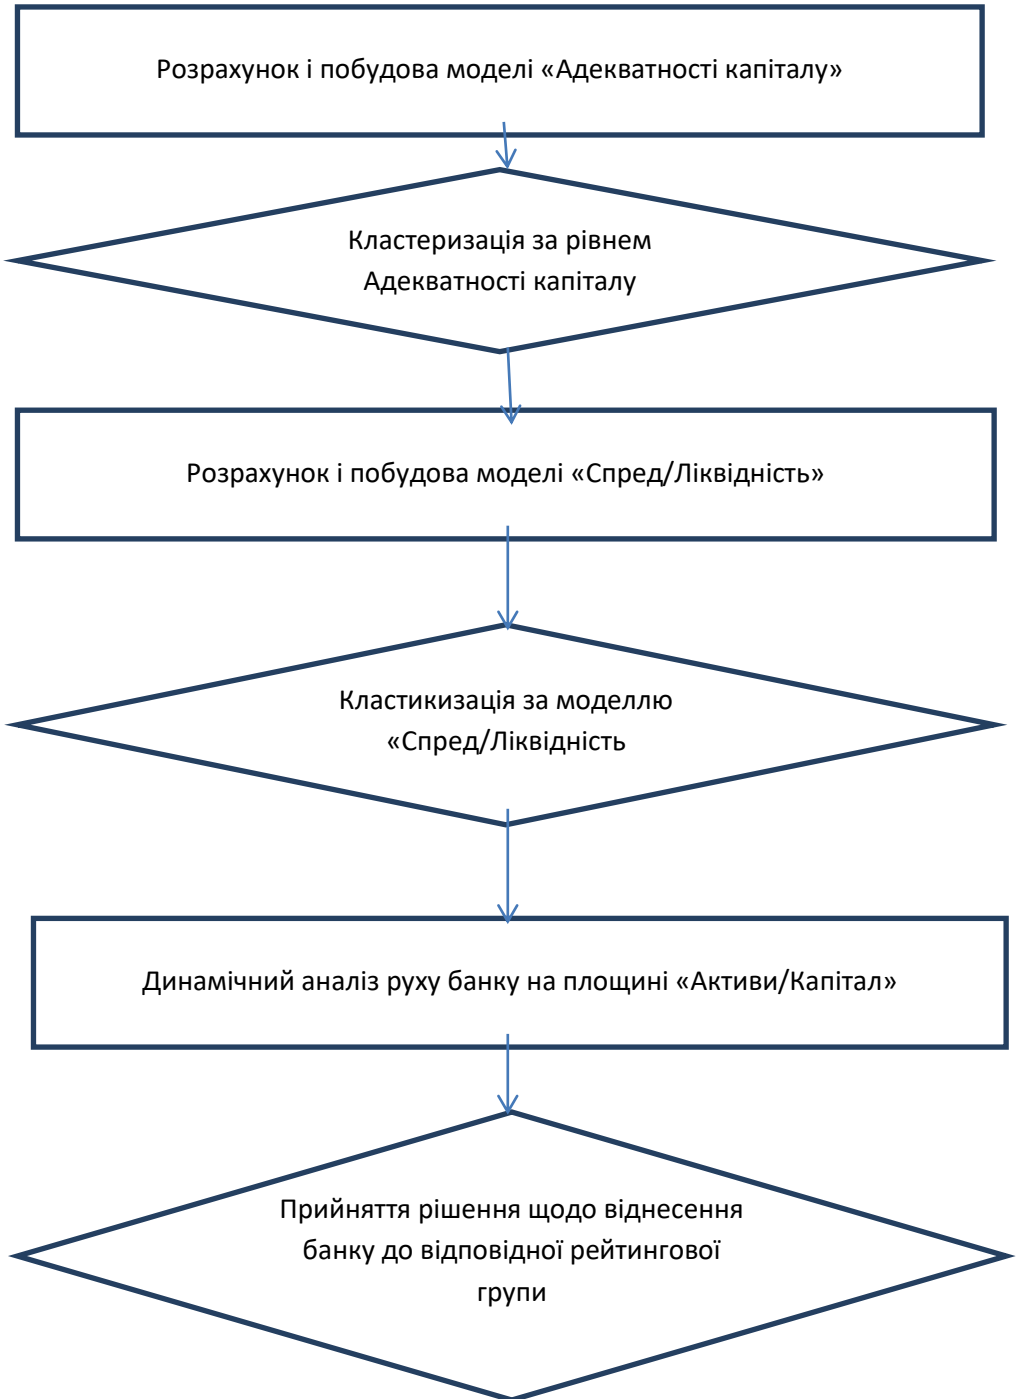 Розрахунок і побудова моделі «Адекватності капіталу»
Кластеризація за рівнем
Адекватності капіталу
Розрахунок і побудова моделі «Спред/Ліквідність»
Кластикизація за моделлю
«Спред/Ліквідність
Динамічний аналіз руху банку на площині «Активи/Капітал»
Прийняття рішення щодо віднесення
банку до відповідної рейтингової
групи